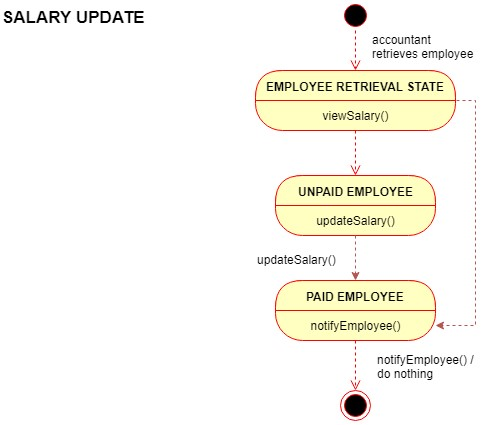 SALARY UPDATE
accountant
retrieves employee
EMPLOYEE RETRIEVAL STATE
viewSalary()
UNPAID EMPLOYEE
updateSalary()
updateSalary()
PAID EMPLOYEE
notifyEmployee()
notifyEmployee() /
do nothing